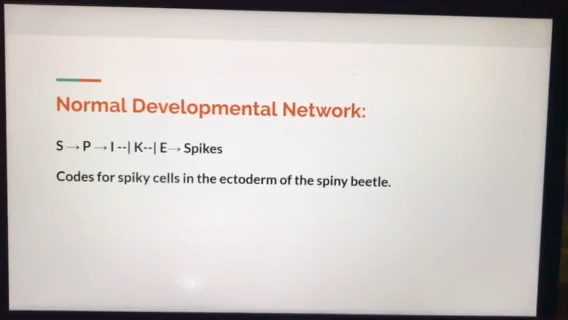 Normal Developmental Network:
S→P→I--| K--| E→Spikes
Codes for spiky cells in the ectoderm of the spiny beetle.